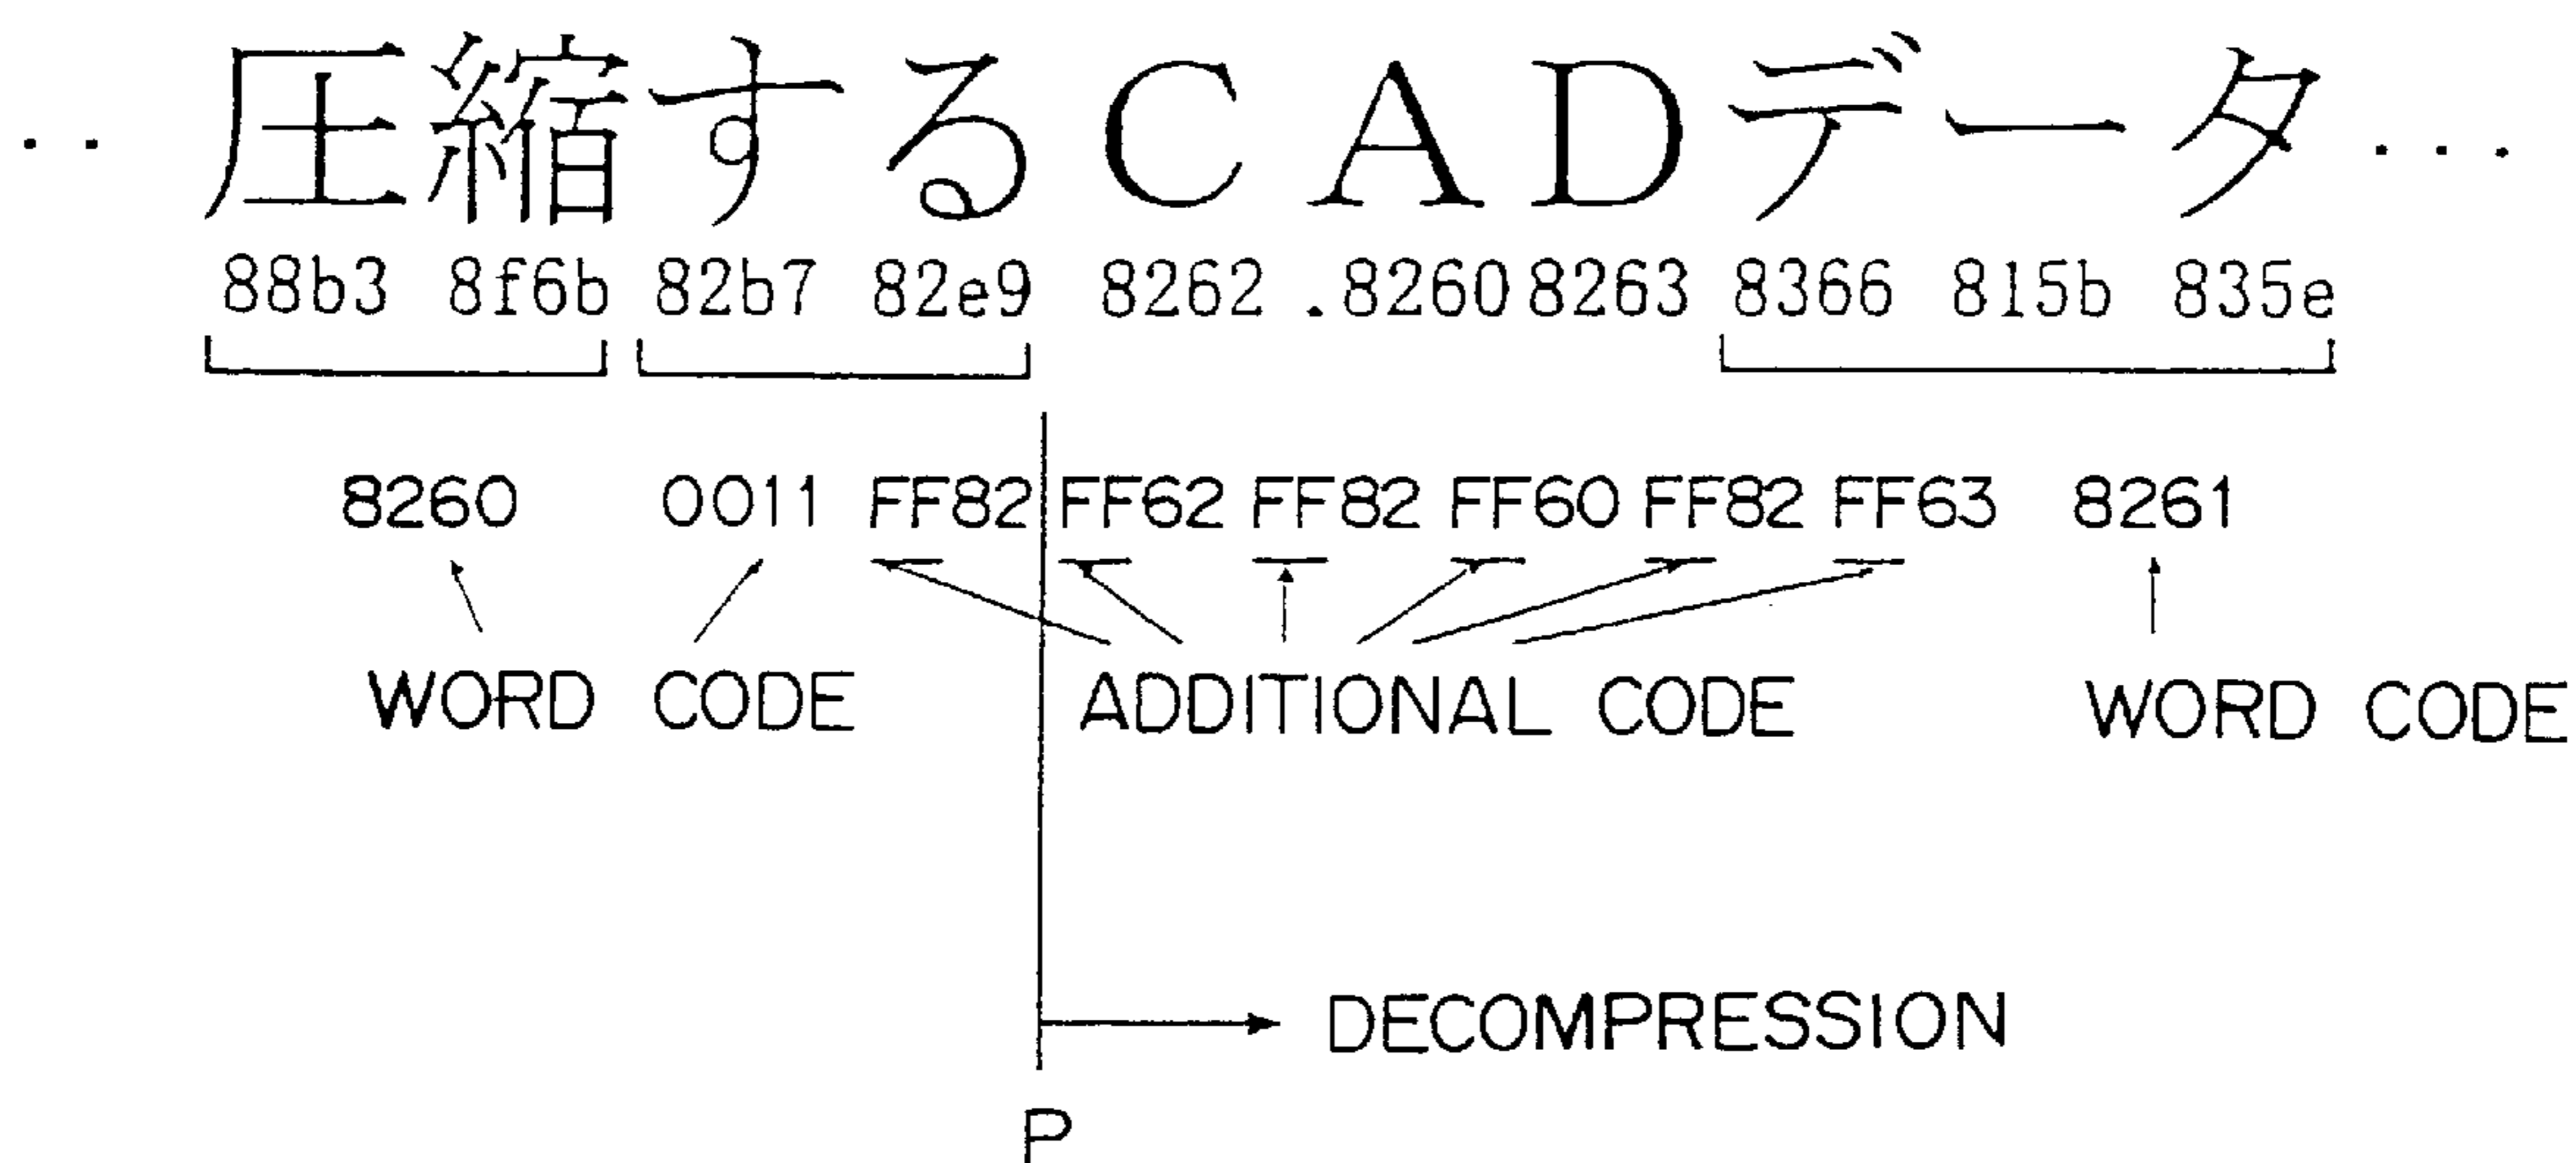 ・・圧縮するＣＡＤデータ・・・
88b3 8f6b 82b7 82e9 8262 .8260 8263 8366 815b 835e
8260 0011 FF82 FF62 FF82 FF60 FF82 FF63 8261
WORD CODE ADDITIONAL CODE WORD CODE
DECOMPRESSION
P